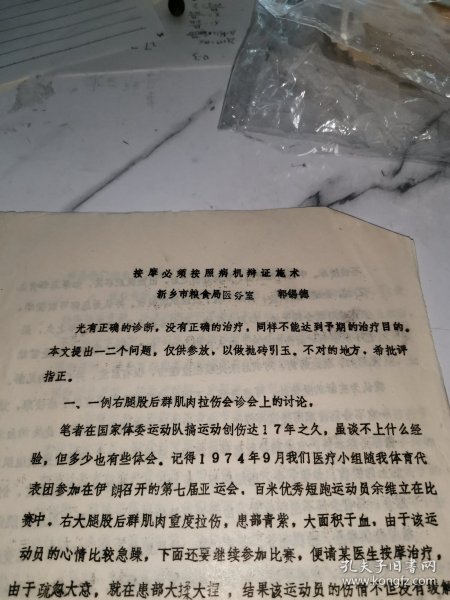 按摩必须按照病机辩证施术
新乡市粮食局医务室 郭锡德
光有正确的诊断，没有正确的治疗，同样不能达到予期的治疗目的。
本文提出一二个问题，仅供参放，以做抛砖引玉。不对的地方，希批评
指正。
一、一例右腿股后群肌肉拉伤会诊会上的讨论。
笔者在国家体委运动队搞运动创伤达17年之久，虽谈不上什么经
验，但多少也有些体会。记得1974年9月我们医疗小组随我体育代
表团参加在伊朗召开的第七届亚运会，百米优秀短跑运动员余维立在比
赛中，右大腿股后群肌肉重度拉伤，患部青紫，大面积于血，由于该运
动员的心情比较急躁，下面还要继续参加比赛，便请某医生按摩治疗，
由于疏忽大意，就在患部大揉大捏，结果该运动员的伤情不但没有缓解
孔夫子旧书网